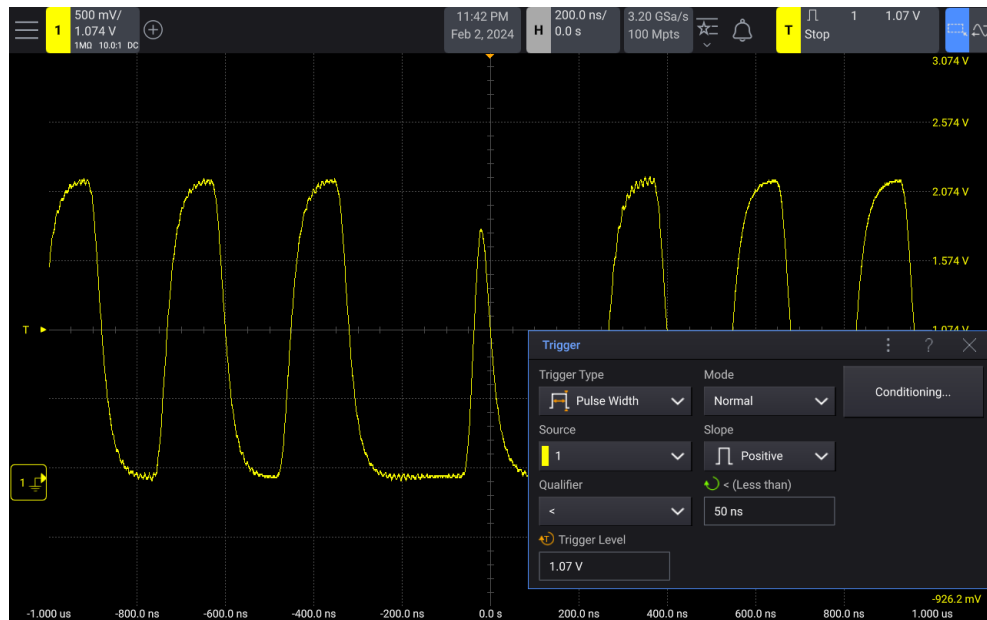 500 mV/
1
1.074 V
1MΩ 10.0:1 DC
11:42 PM
Feb 2, 2024
H
200.0 ns/
0.0 s
3.20 GSa/s
100 Mpts
T
1 1.07 V
Stop
3.074 V
2.574 V
2.074 V
1.574 V
T
1.074 V
Trigger
?
Trigger Type
Mode
Pulse Width
Normal
Conditioning...
Source
Slope
1
Positive
1
Qualifier
< (Less than)
<
50 ns
T
Trigger Level
1.07 V
-926.2 mV
-1.000 us -800.0 ns -600.0 ns -400.0 ns -200.0 ns 0.0 s 200.0 ns 400.0 ns 600.0 ns 800.0 ns 1.000 us